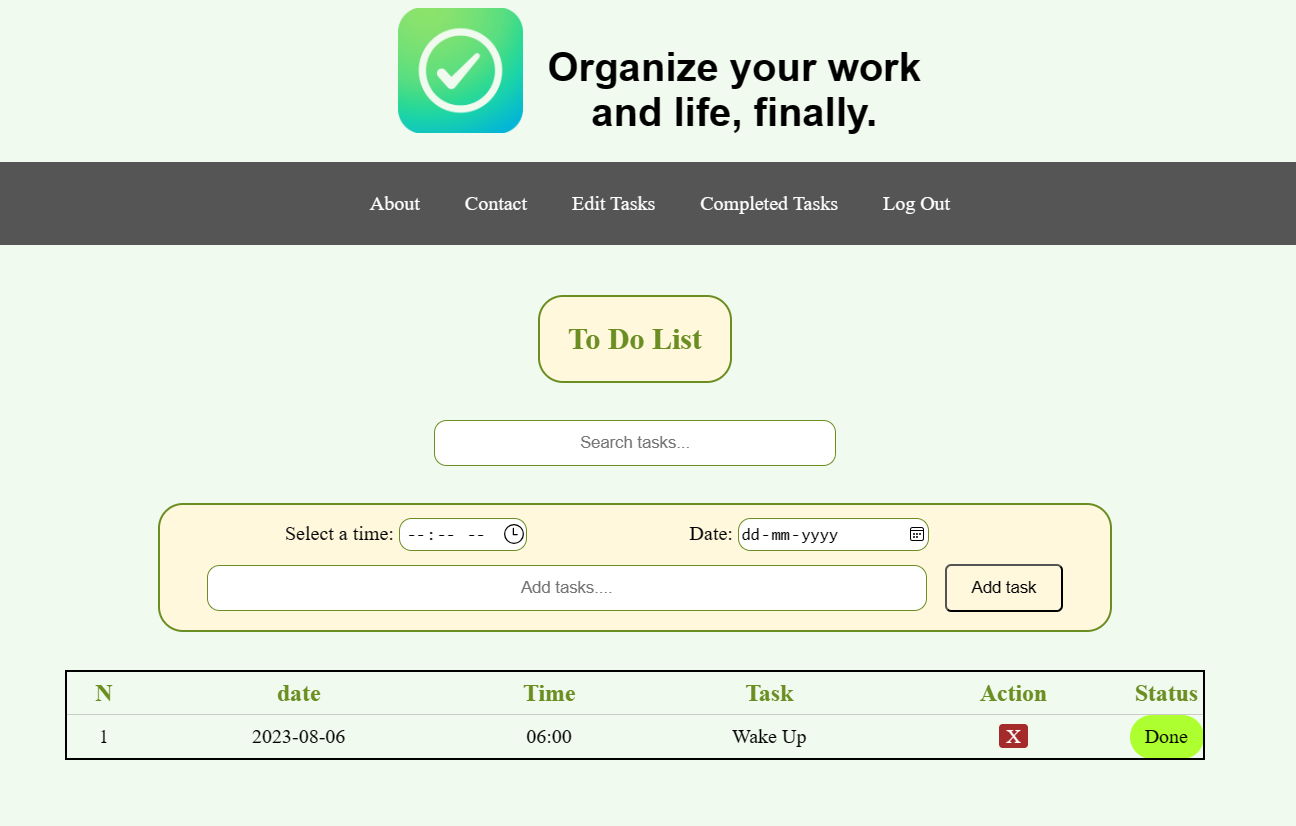 Organize your work
and life, finally.
About Contact Edit Tasks Completed Tasks Log Out
To Do List
Search tasks...
Select a time: --:-- -- Date: dd-mm-yyyy
Add tasks.... Add task
N date Time Task Action Status
1 2023-08-06 06:00 Wake Up X Done